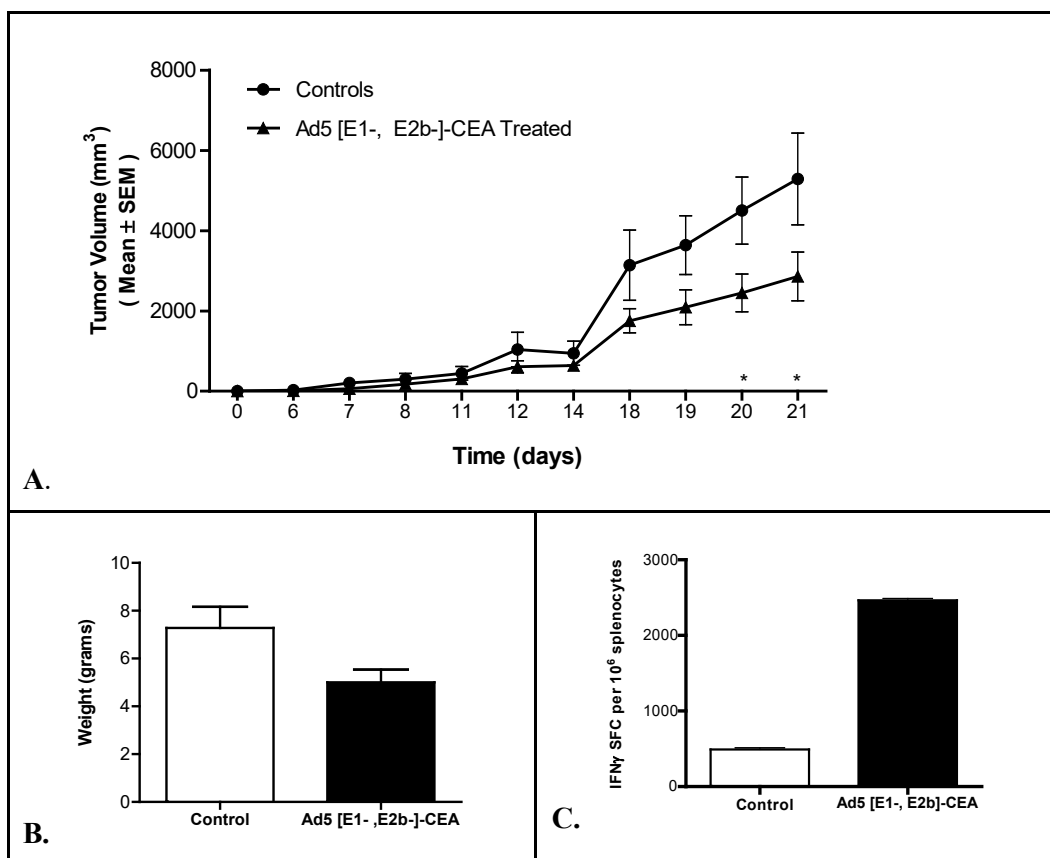 8000
6000
4000
2000
0
Tumor Volume (mm³)
( Mean ± SEM )
Controls
Ad5 [E1-, E2b-]-CEA Treated
* *
0 6 7 8 11 12 14 18 19 20 21
Time (days)
A.
10
8
6
4
2
0
Weight (grams)
Control Ad5 [E1- ,E2b-]-CEA
B.
3000
2000
1000
0
IFNγ SFC per 10⁶ splenocytes
Control Ad5 [E1-, E2b]-CEA
C.